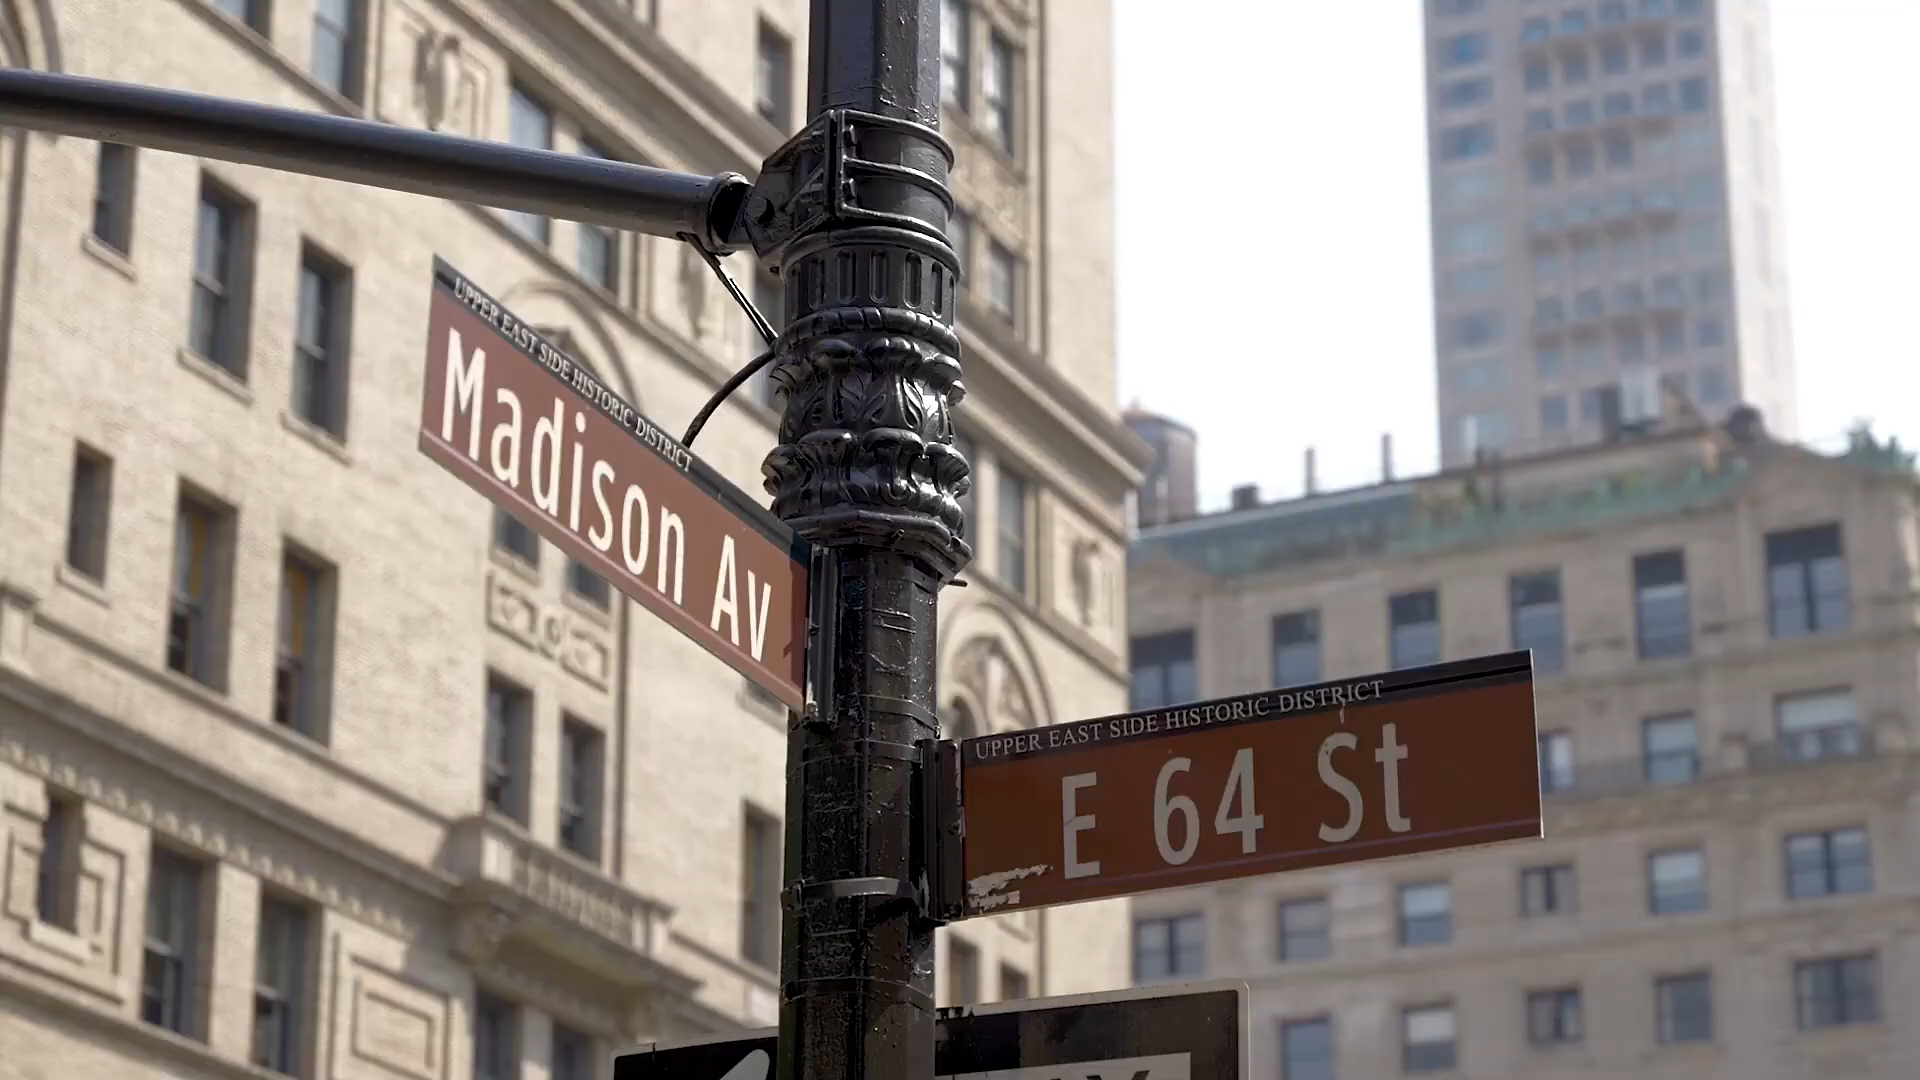 UPPER EAST SIDE HISTORIC DISTRICT
Madison Av
UPPER EAST SIDE HISTORIC DISTRICT
E 64 St